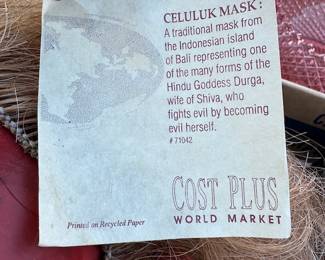 CELULUK MASK:
A traditional mask from
the Indonesian island
of Bali representing one
of the many forms of the
Hindu Goddess Durga,
wife of Shiva, who
fights evil by becoming
evil herself.
# 71042
COST PLUS
WORLD MARKET
Printed on Recycled Paper